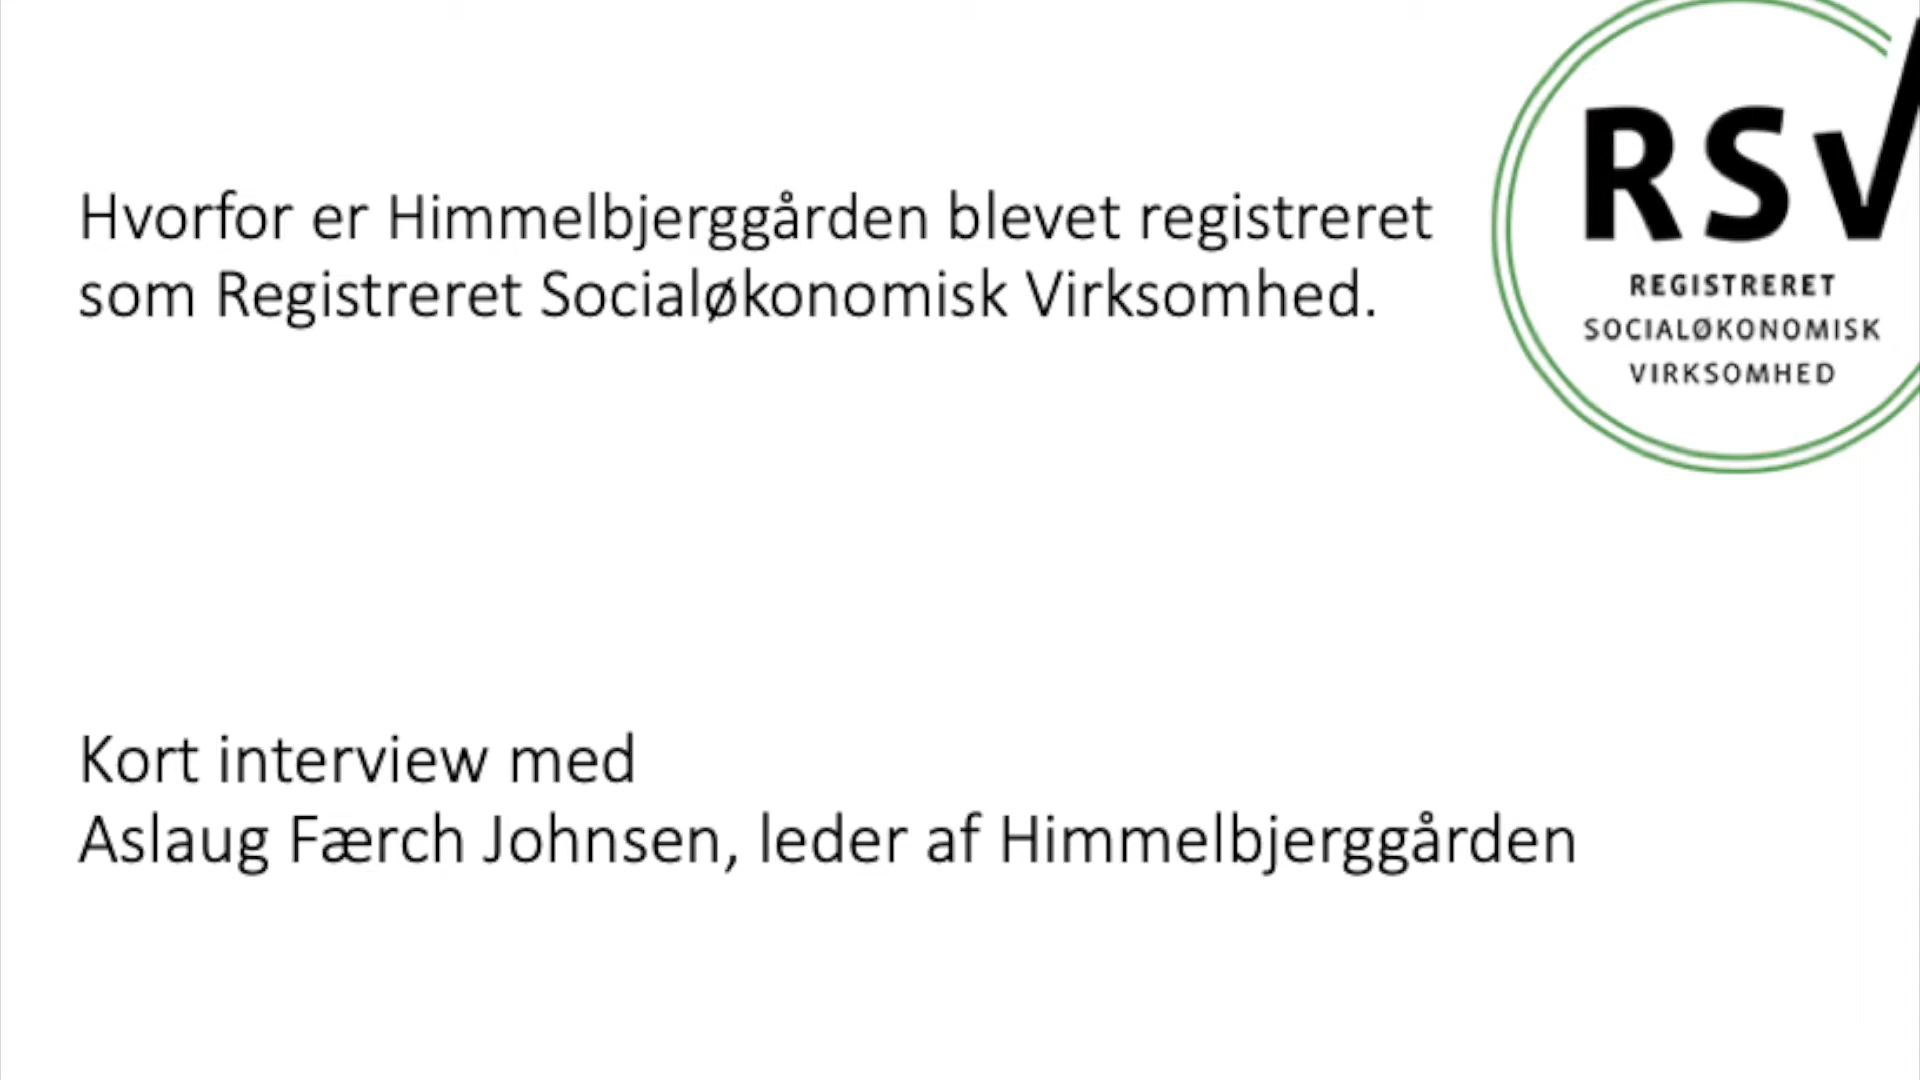 Hvorfor er Himmelbjerggården blevet registreret
som Registreret Socialøkonomisk Virksomhed.
RSV
REGISTRERET
SOCIALØKONOMISK
VIRKSOMHED
Kort interview med
Aslaug Færch Johnsen, leder af Himmelbjerggården